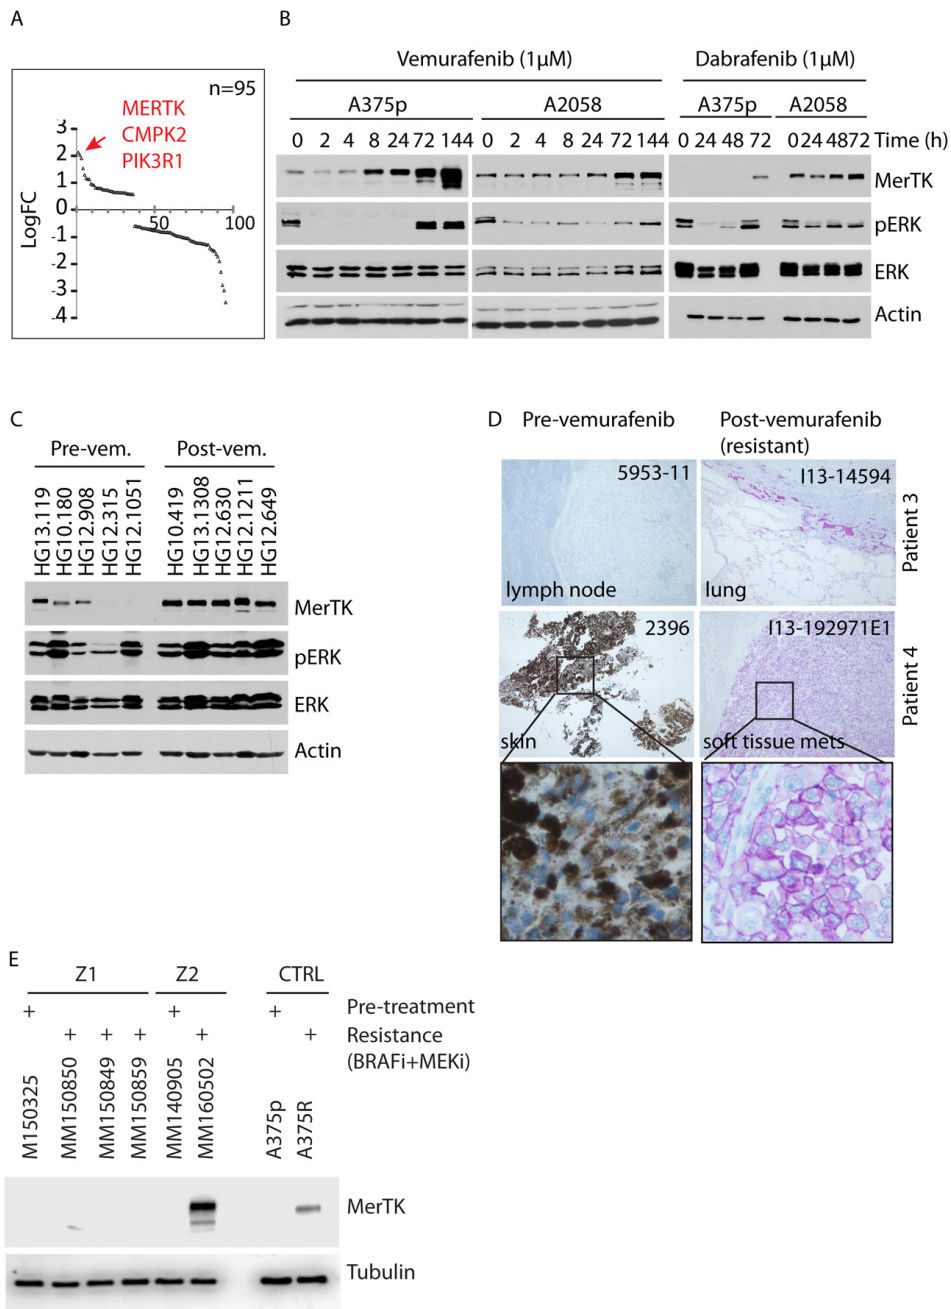 A
n=95
MERTK
CMPK2
PIK3R1
3
2
1
0
-1
-2
-3
-4
50
100
LogFC
B
Vemurafenib (1µM)
Dabrafenib (1µM)
A375p
A2058
A375p
A2058
0 2 4 8 24 72 144
0 2 4 8 24 72 144
0 24 48 72
0 24 48 72
Time (h)
MerTK
pERK
ERK
Actin
C
Pre-vem.
Post-vem.
HG13.119
HG10.180
HG12.908
HG12.315
HG12.1051
HG10.419
HG13.1308
HG12.630
HG12.1211
HG12.649
MerTK
pERK
ERK
Actin
D
Pre-vemurafenib
Post-vemurafenib
(resistant)
5953-11
lymph node
I13-14594
lung
Patient 3
2396
skin
I13-192971E1
soft tissue mets
Patient 4
E
Z1
Z2
CTRL
+ + + Pre-treatment
+ + + + + Resistance
(BRAFi+MEKi)
M150325
MM150850
MM150849
MM150859
MM140905
MM160502
A375p
A375R
MerTK
Tubulin